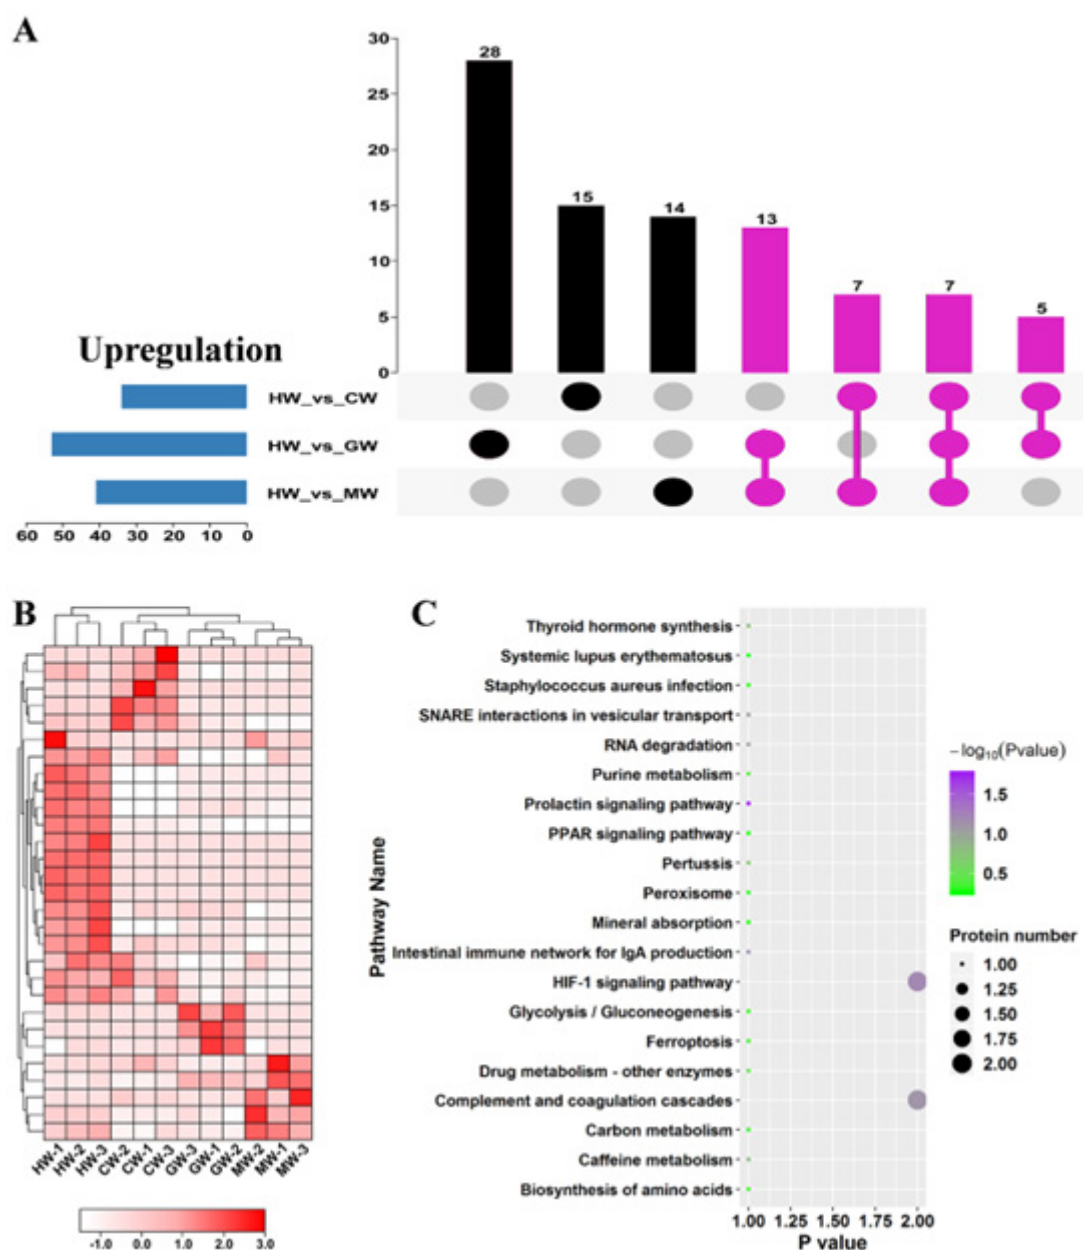 A
30
28
25
20
15
15
14
13
10
7
7
5
5
0
Upregulation
HW_vs_CW
HW_vs_GW
HW_vs_MW
60 50 40 30 20 10 0
B
HW-1 HW-2 HW-3 CW-2 CW-1 CW-3 GW-3 GW-1 GW-2 MW-2 MW-1 MW-3
-1.0 0.0 1.0 2.0 3.0
C
Pathway Name
Thyroid hormone synthesis
Systemic lupus erythematosus
Staphylococcus aureus infection
SNARE interactions in vesicular transport
RNA degradation
Purine metabolism
Prolactin signaling pathway
PPAR signaling pathway
Pertussis
Peroxisome
Mineral absorption
Intestinal immune network for IgA production
HIF-1 signaling pathway
Glycolysis / Gluconeogenesis
Ferroptosis
Drug metabolism - other enzymes
Complement and coagulation cascades
Carbon metabolism
Caffeine metabolism
Biosynthesis of amino acids
1.00 1.25 1.50 1.75 2.00
P value
−log₁₀(Pvalue)
1.5
1.0
0.5
Protein number
1.00
1.25
1.50
1.75
2.00